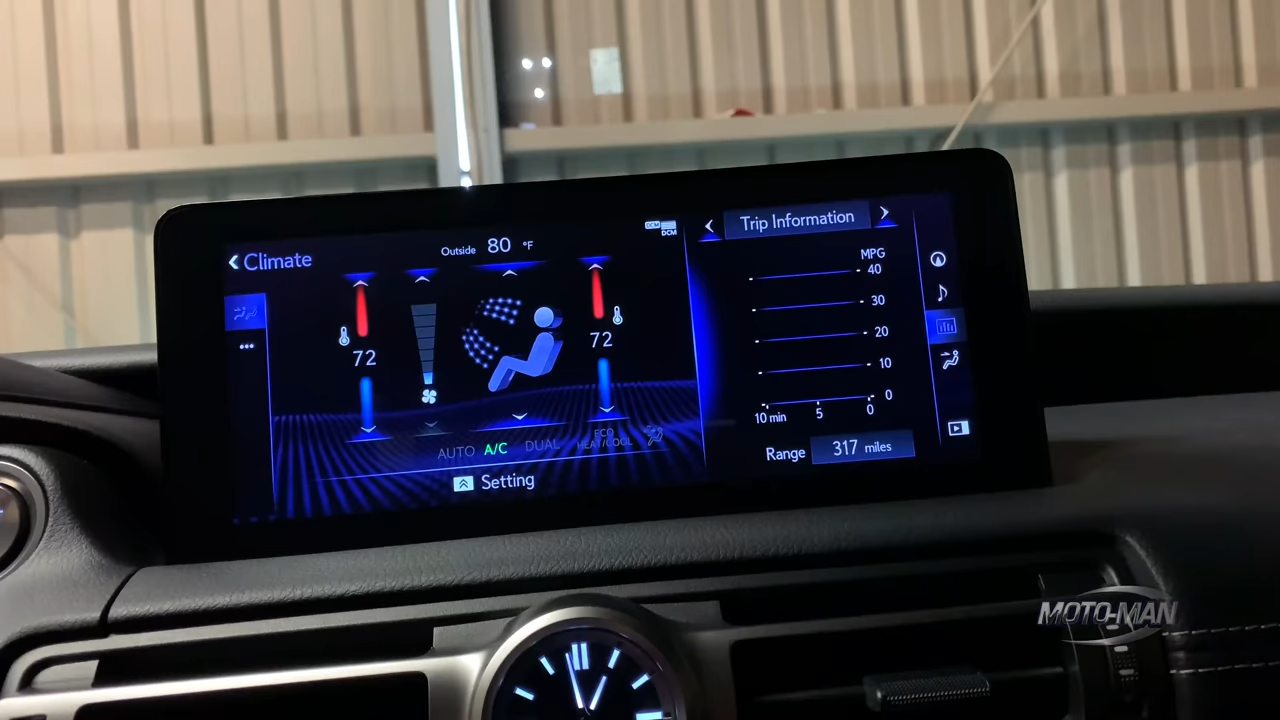 Climate
Outside 80 °F
DCM
DCM
72
72
AUTO A/C DUAL ECO HEAT/COOL
Setting
Trip Information
MPG
40
30
20
10
0
10 min 5 0
Range 317 miles
MOTO-MAN